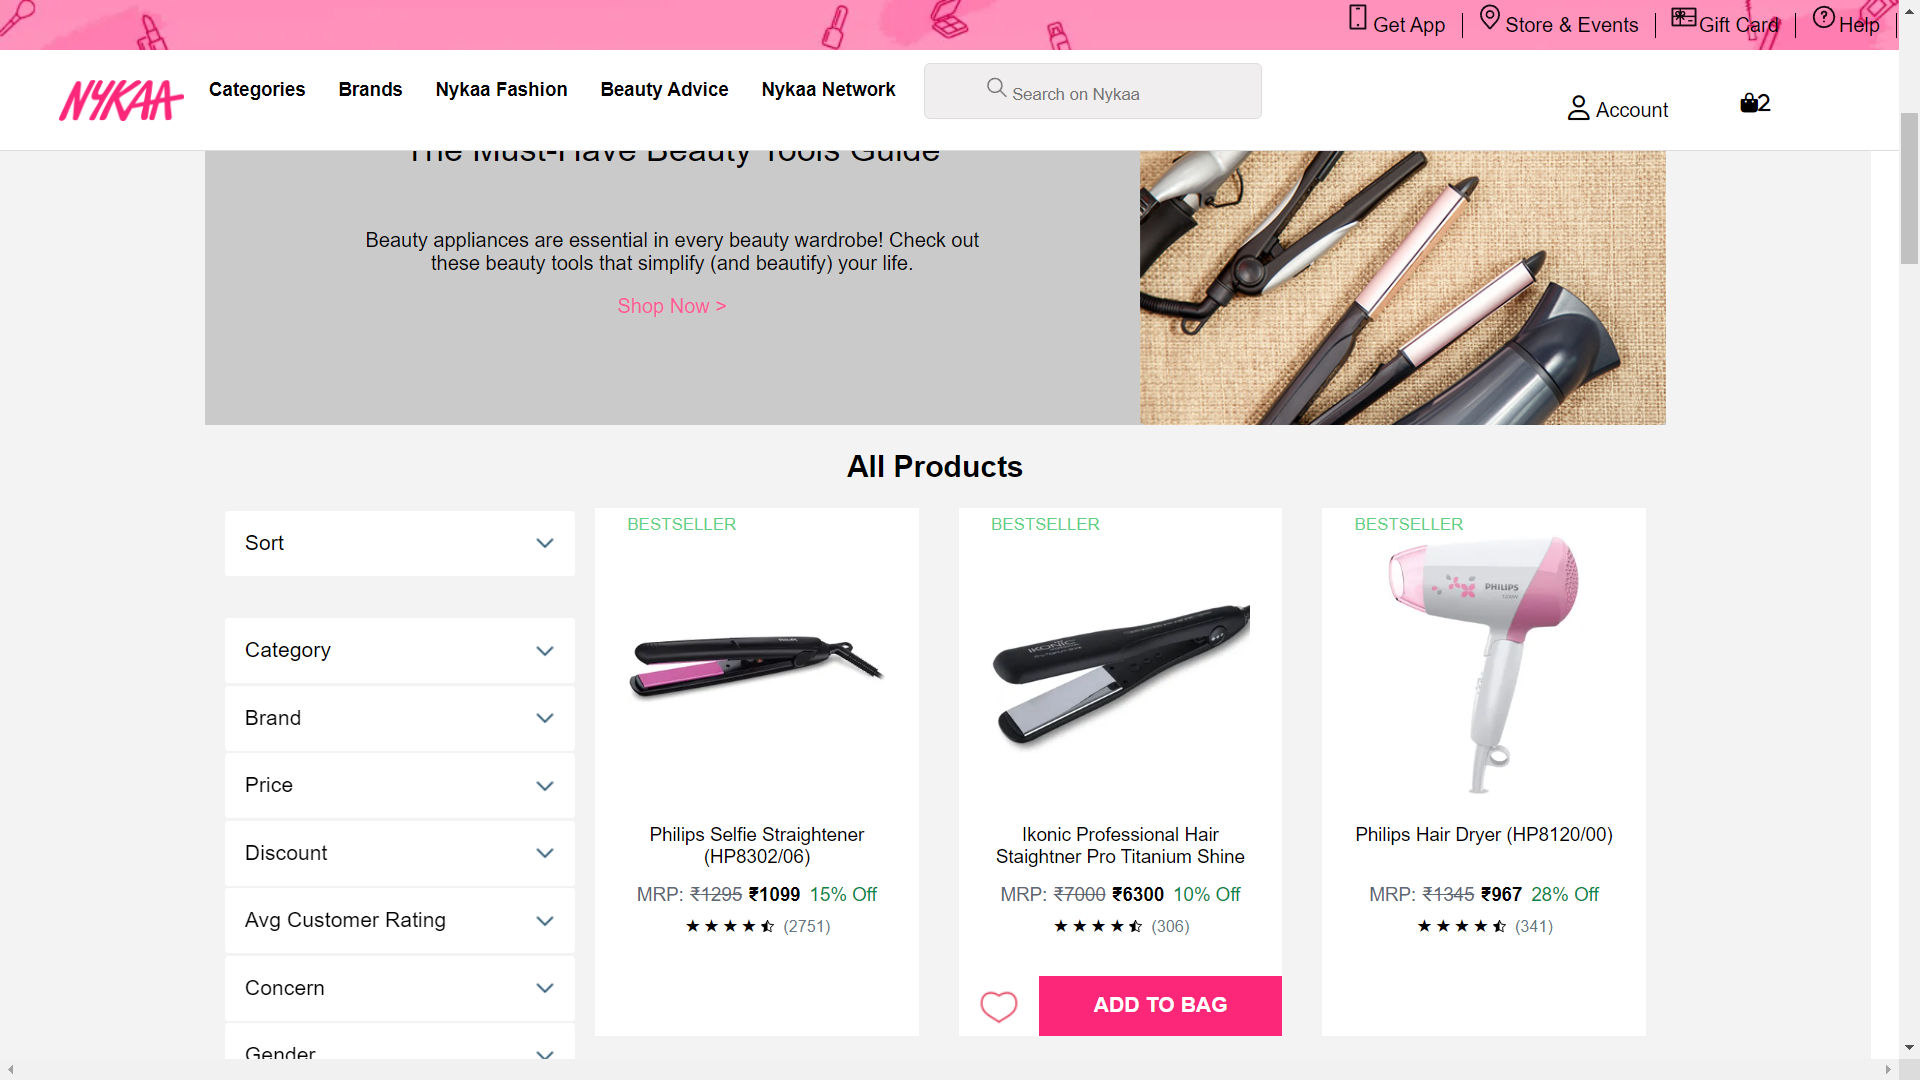 Get App
Store & Events
Gift Card
Help
NYKAA
Categories
Brands
Nykaa Fashion
Beauty Advice
Nykaa Network
Search on Nykaa
Account
2
The Must-Have Beauty Tools Guide
Beauty appliances are essential in every beauty wardrobe! Check out
these beauty tools that simplify (and beautify) your life.
Shop Now >
All Products
Sort
Category
Brand
Price
Discount
Avg Customer Rating
Concern
Gender
BESTSELLER
Philips Selfie Straightener
(HP8302/06)
MRP: ₹1295 ₹1099 15% Off
(2751)
BESTSELLER
IKONIC
Ikonic Professional Hair
Staightner Pro Titanium Shine
MRP: ₹7000 ₹6300 10% Off
(306)
ADD TO BAG
BESTSELLER
PHILIPS
Philips Hair Dryer (HP8120/00)
MRP: ₹1345 ₹967 28% Off
(341)